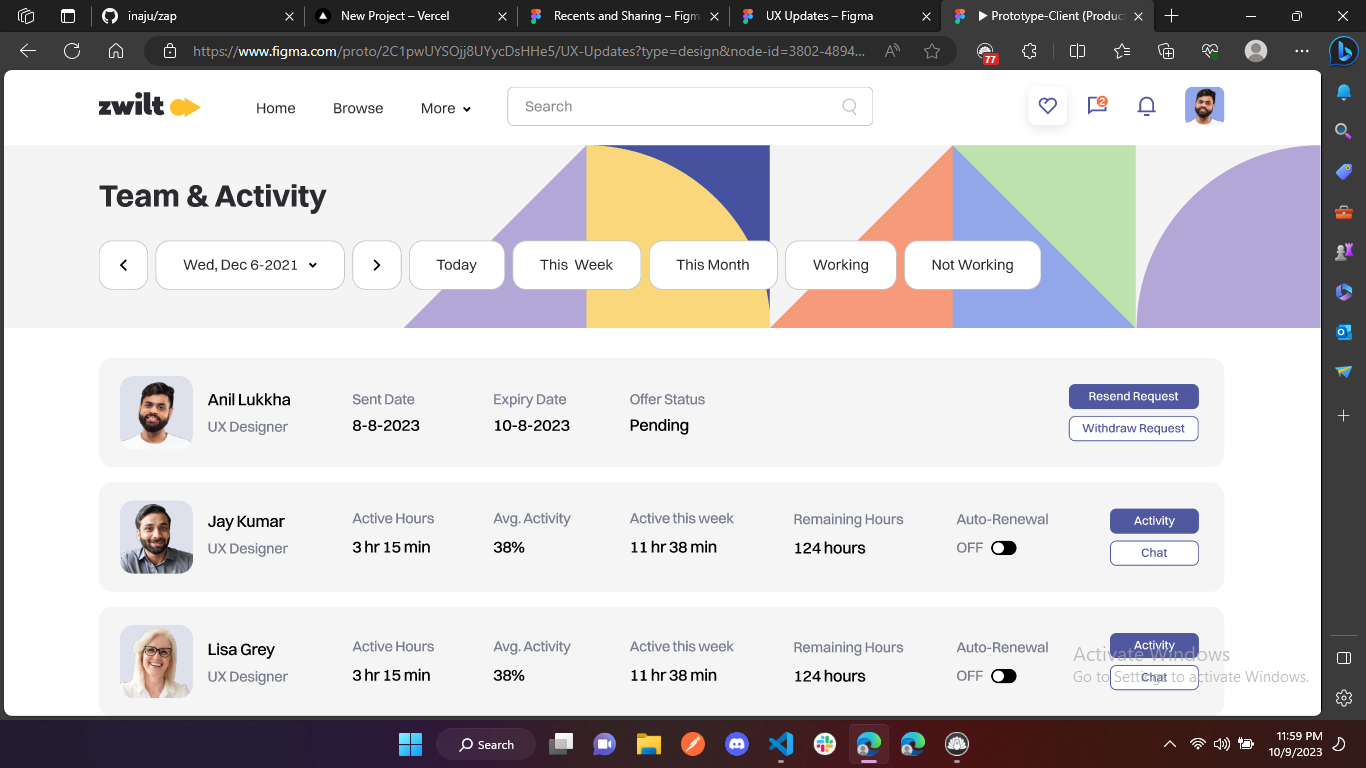 inaju/zap
New Project – Vercel
Recents and Sharing – Figm
UX Updates – Figma
Prototype-Client (Produc
https://www.figma.com/proto/2C1pwUYSOjj8UYycDsHHe5/UX-Updates?type=design&node-id=3802-4894...
77
zwilt
Home
Browse
More
Search
2
Team & Activity
Wed, Dec 6-2021
Today
This Week
This Month
Working
Not Working
Anil Lukkha
UX Designer
Sent Date
8-8-2023
Expiry Date
10-8-2023
Offer Status
Pending
Resend Request
Withdraw Request
Jay Kumar
UX Designer
Active Hours
3 hr 15 min
Avg. Activity
38%
Active this week
11 hr 38 min
Remaining Hours
124 hours
Auto-Renewal
OFF
Activity
Chat
Lisa Grey
UX Designer
Active Hours
3 hr 15 min
Avg. Activity
38%
Active this week
11 hr 38 min
Remaining Hours
124 hours
Auto-Renewal
OFF
Activity
Chat
Activate Windows
Go to Settings to activate Windows.
Search
11:59 PM
10/9/2023